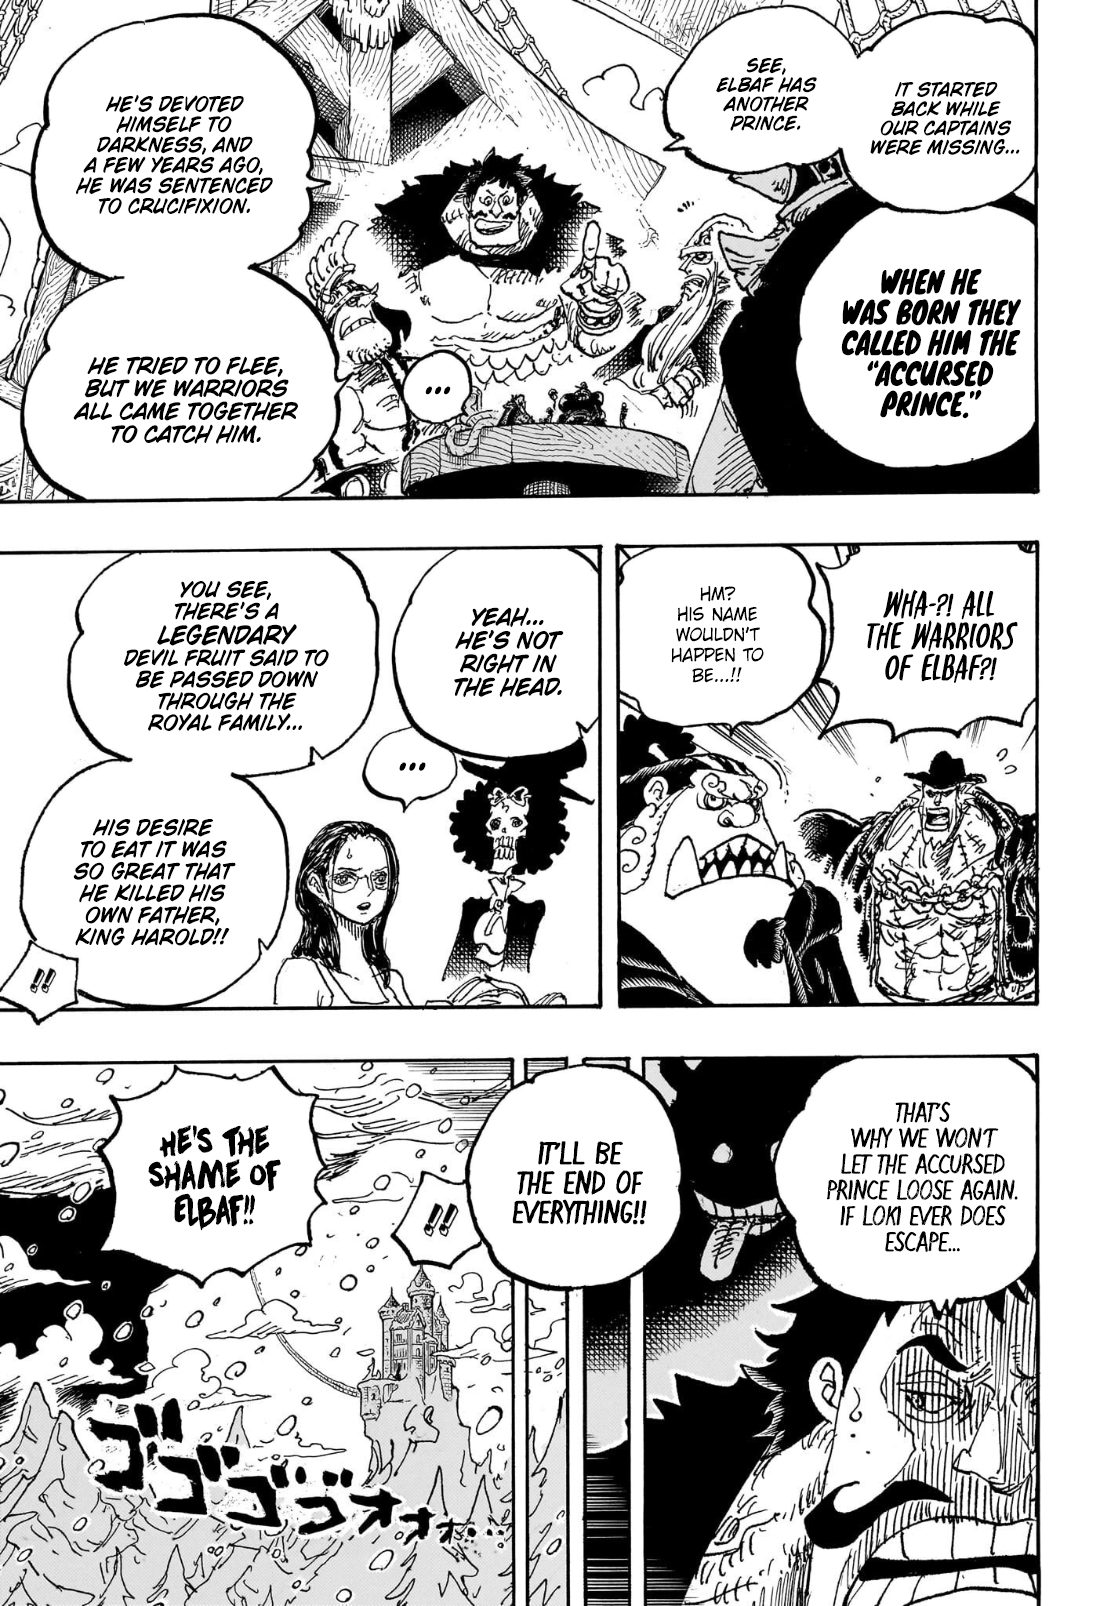 IT STARTED
BACK WHILE
OUR CAPTAINS
WERE MISSING...
SEE,
ELBAF HAS
ANOTHER
PRINCE.
WHEN HE
WAS BORN THEY
CALLED HIM THE
“ACCURSED
PRINCE.”
HE'S DEVOTED
HIMSELF TO
DARKNESS, AND
A FEW YEARS AGO,
HE WAS SENTENCED
TO CRUCIFIXION.
HE TRIED TO FLEE,
BUT WE WARRIORS
ALL CAME TOGETHER
TO CATCH HIM.
...
WHA-?! ALL
THE WARRIORS
OF ELBAF?!
HM?
HIS NAME
WOULDN'T
HAPPEN TO
BE...!!
YEAH...
HE'S NOT
RIGHT IN
THE HEAD.
...
YOU SEE,
THERE'S A
LEGENDARY
DEVIL FRUIT SAID TO
BE PASSED DOWN
THROUGH THE
ROYAL FAMILY...
HIS DESIRE
TO EAT IT WAS
SO GREAT THAT
HE KILLED HIS
OWN FATHER,
KING HAROLD!!
!!
THAT'S
WHY WE WON'T
LET THE ACCURSED
PRINCE LOOSE AGAIN.
IF LOKI EVER DOES
ESCAPE...
IT'LL BE
THE END OF
EVERYTHING!!
!!
HE'S THE
SHAME OF
ELBAF!!
ゴゴゴゴゴォォォォ...